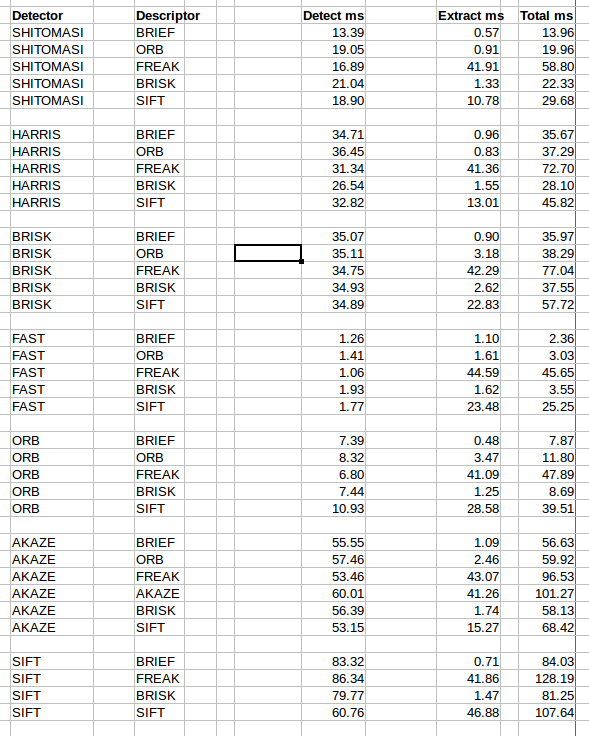 Detector Descriptor Detect ms Extract ms Total ms
SHITOMASI BRIEF 13.39 0.57 13.96
SHITOMASI ORB 19.05 0.91 19.96
SHITOMASI FREAK 16.89 41.91 58.80
SHITOMASI BRISK 21.04 1.33 22.33
SHITOMASI SIFT 18.90 10.78 29.68
HARRIS BRIEF 34.71 0.96 35.67
HARRIS ORB 36.45 0.83 37.29
HARRIS FREAK 31.34 41.36 72.70
HARRIS BRISK 26.54 1.55 28.10
HARRIS SIFT 32.82 13.01 45.82
BRISK BRIEF 35.07 0.90 35.97
BRISK ORB 35.11 3.18 38.29
BRISK FREAK 34.75 42.29 77.04
BRISK BRISK 34.93 2.62 37.55
BRISK SIFT 34.89 22.83 57.72
FAST BRIEF 1.26 1.10 2.36
FAST ORB 1.41 1.61 3.03
FAST FREAK 1.06 44.59 45.65
FAST BRISK 1.93 1.62 3.55
FAST SIFT 1.77 23.48 25.25
ORB BRIEF 7.39 0.48 7.87
ORB ORB 8.32 3.47 11.80
ORB FREAK 6.80 41.09 47.89
ORB BRISK 7.44 1.25 8.69
ORB SIFT 10.93 28.58 39.51
AKAZE BRIEF 55.55 1.09 56.63
AKAZE ORB 57.46 2.46 59.92
AKAZE FREAK 53.46 43.07 96.53
AKAZE AKAZE 60.01 41.26 101.27
AKAZE BRISK 56.39 1.74 58.13
AKAZE SIFT 53.15 15.27 68.42
SIFT BRIEF 83.32 0.71 84.03
SIFT FREAK 86.34 41.86 128.19
SIFT BRISK 79.77 1.47 81.25
SIFT SIFT 60.76 46.88 107.64